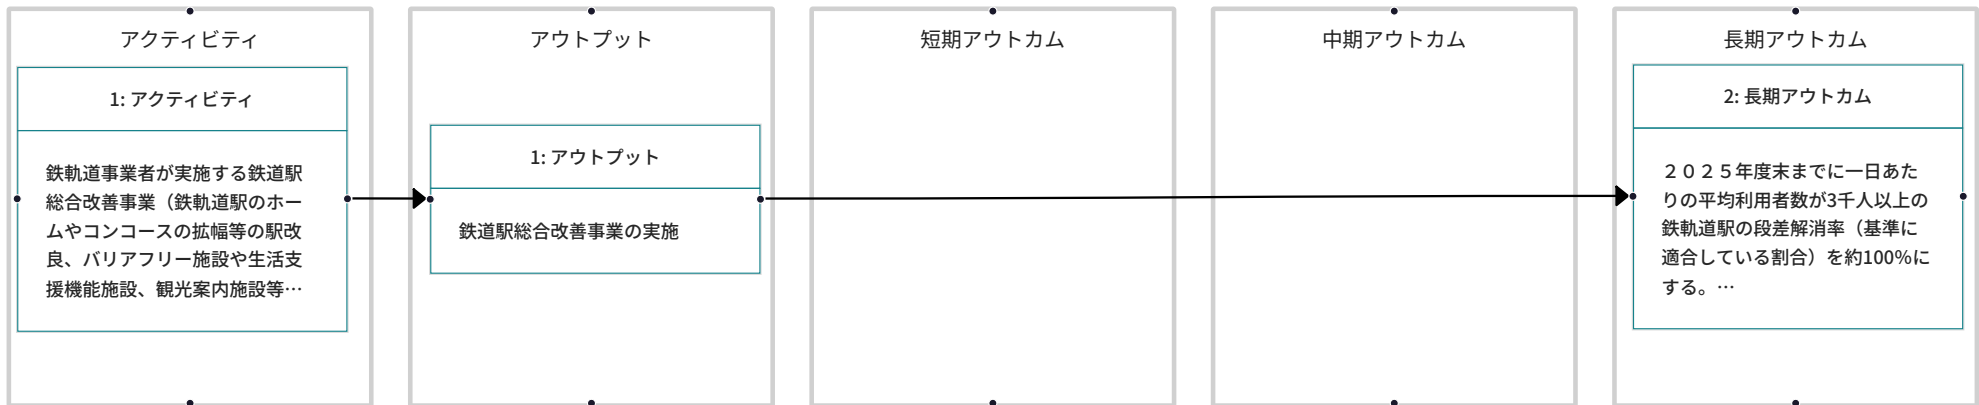 アクティビティ
1: アクティビティ
鉄軌道事業者が実施する鉄道駅
総合改善事業（鉄軌道駅のホー
ムやコンコースの拡幅等の駅改
良、バリアフリー施設や生活支
援機能施設、観光案内施設等…
アウトプット
1: アウトプット
鉄道駅総合改善事業の実施
短期アウトカム
中期アウトカム
長期アウトカム
2: 長期アウトカム
２０２５年度末までに一日あた
りの平均利用者数が3千人以上の
鉄軌道駅の段差解消率（基準に
適合している割合）を約100%に
する。…